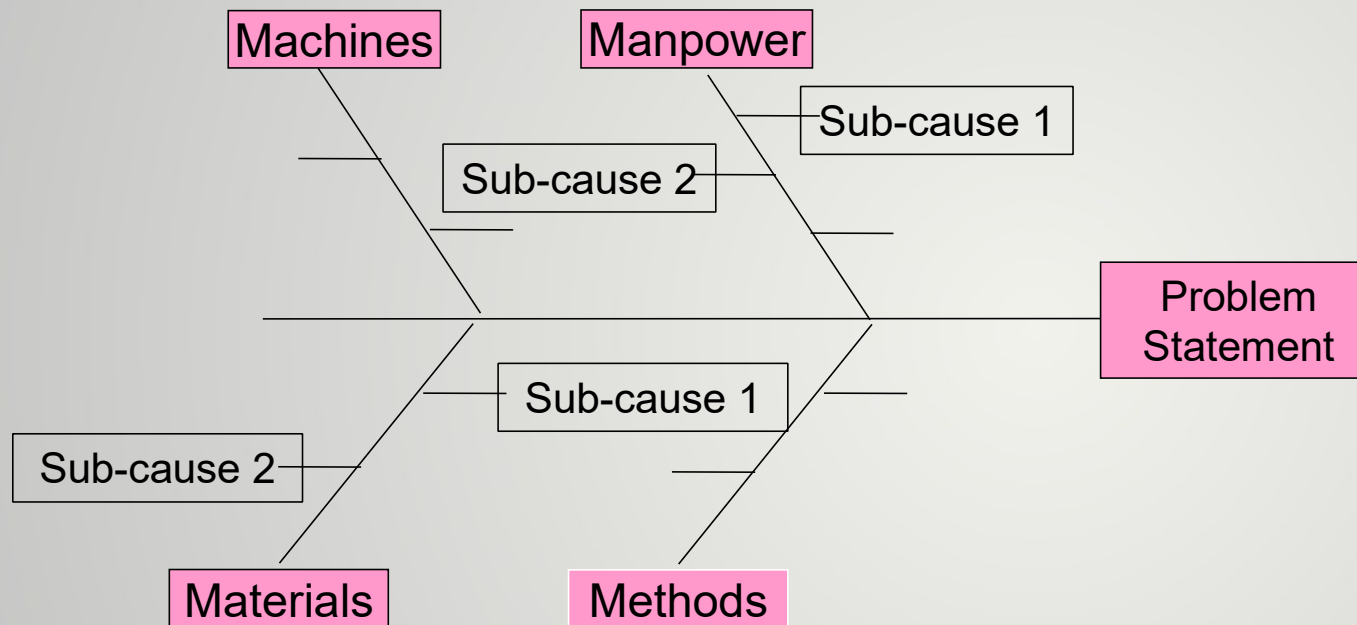 Machines
Manpower
Sub-cause 1
Sub-cause 2
Problem
Statement
Sub-cause 1
Sub-cause 2
Materials
Methods